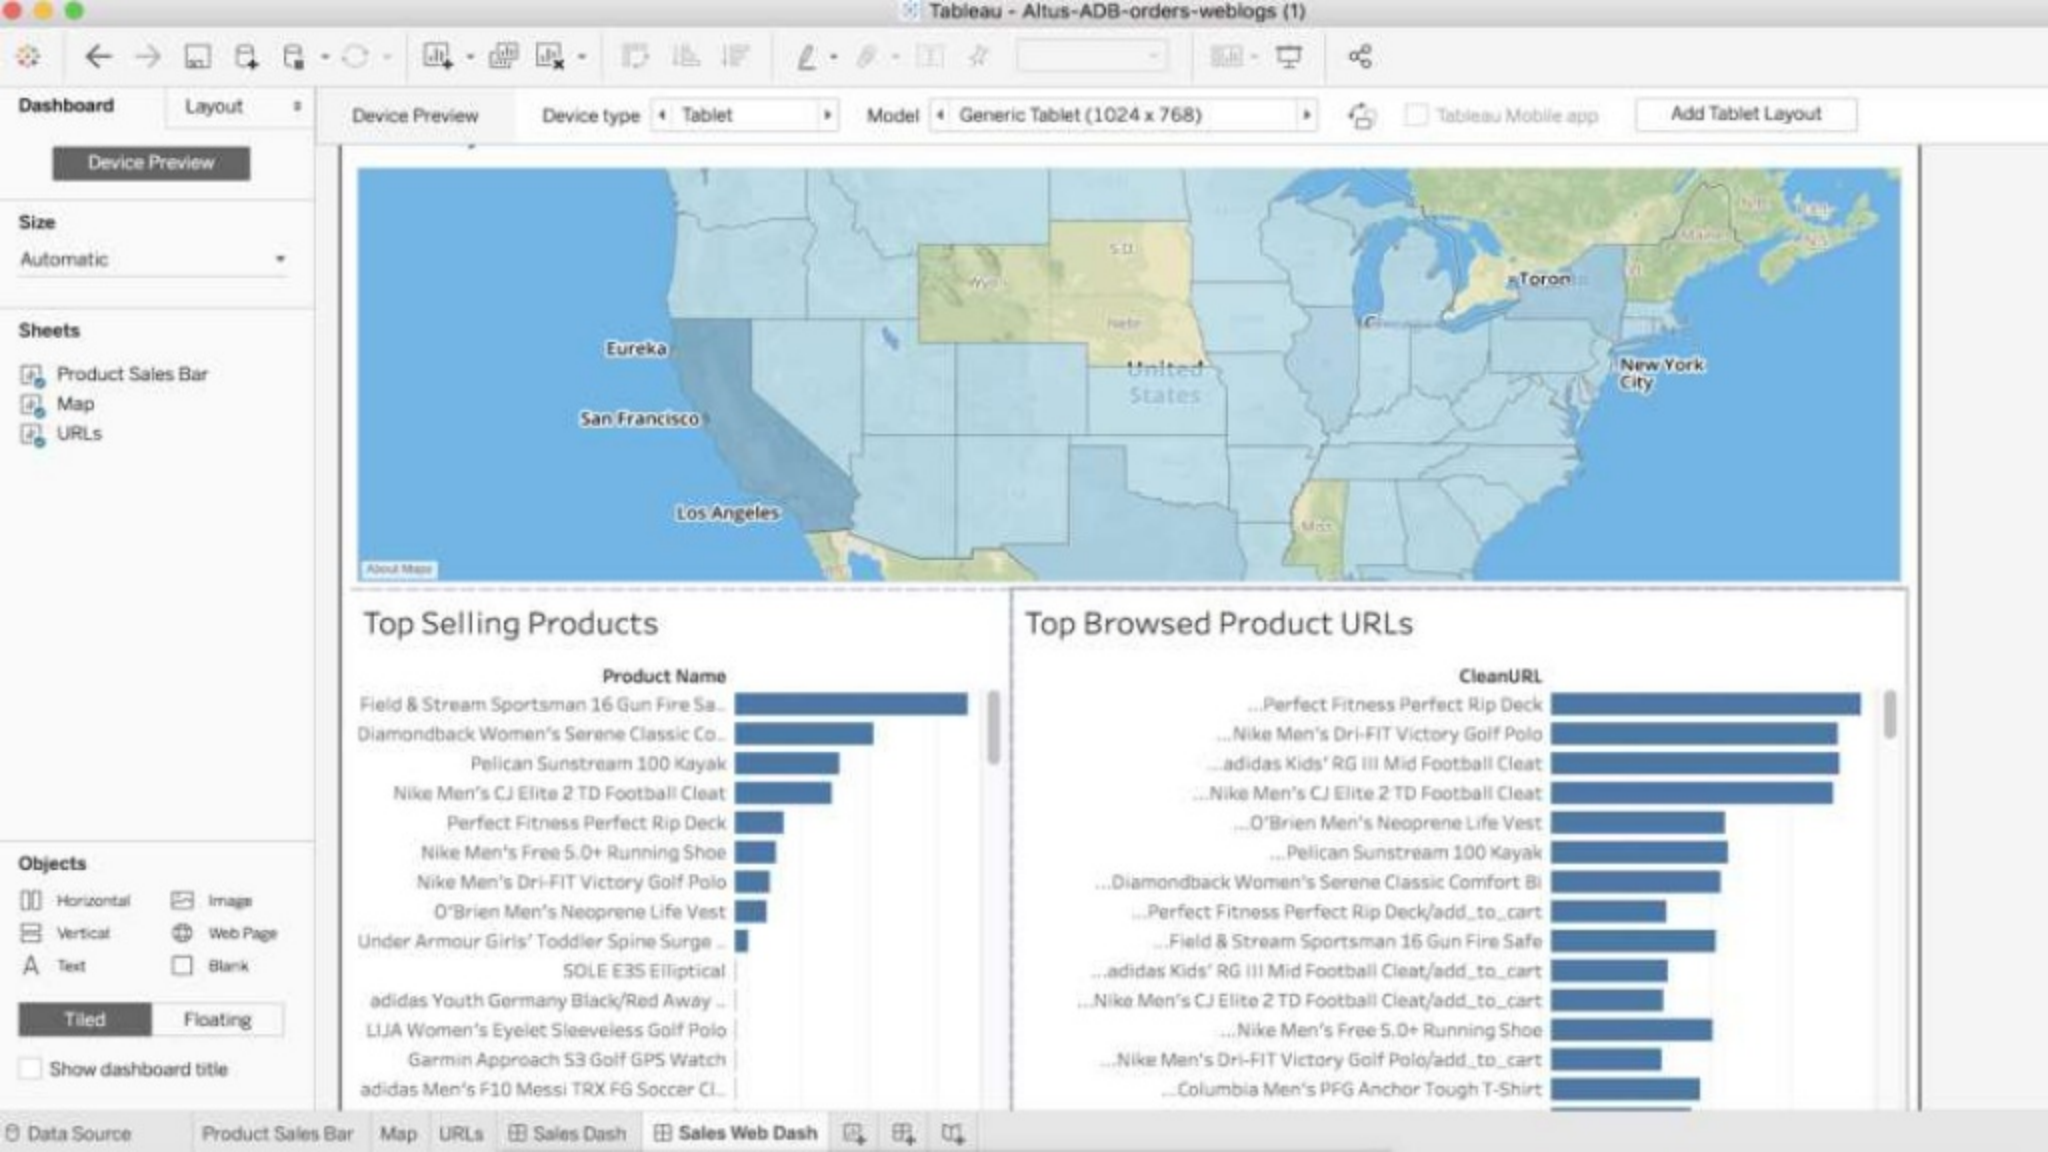 Tableau - Altus-ADB-orders-weblogs (1)
Dashboard
Layout
Device Preview
Device type
Tablet
Model
Generic Tablet (1024 x 768)
Tableau Mobile app
Add Tablet Layout
Device Preview
Size
Automatic
Sheets
Product Sales Bar
Map
URLs
S.D.
Wyo.
Nebr.
Maine
Toron
Eureka
United
States
New York
City
San Francisco
Los Angeles
Miss.
About Maps
Top Selling Products
Product Name
Field & Stream Sportsman 16 Gun Fire Sa..
Diamondback Women's Serene Classic Co..
Pelican Sunstream 100 Kayak
Nike Men's CJ Elite 2 TD Football Cleat
Perfect Fitness Perfect Rip Deck
Nike Men's Free 5.0+ Running Shoe
Nike Men's Dri-FIT Victory Golf Polo
O'Brien Men's Neoprene Life Vest
Under Armour Girls' Toddler Spine Surge ..
SOLE E35 Elliptical
adidas Youth Germany Black/Red Away ..
LIJA Women's Eyelet Sleeveless Golf Polo
Garmin Approach S3 Golf GPS Watch
adidas Men's F10 Messi TRX FG Soccer Cl..
Top Browsed Product URLs
CleanURL
...Perfect Fitness Perfect Rip Deck
...Nike Men's Dri-FIT Victory Golf Polo
...adidas Kids' RG III Mid Football Cleat
...Nike Men's CJ Elite 2 TD Football Cleat
...O'Brien Men's Neoprene Life Vest
...Pelican Sunstream 100 Kayak
...Diamondback Women's Serene Classic Comfort Bi
...Perfect Fitness Perfect Rip Deck/add_to_cart
...Field & Stream Sportsman 16 Gun Fire Safe
...adidas Kids' RG III Mid Football Cleat/add_to_cart
...Nike Men's CJ Elite 2 TD Football Cleat/add_to_cart
...Nike Men's Free 5.0+ Running Shoe
...Nike Men's Dri-FIT Victory Golf Polo/add_to_cart
...Columbia Men's PFG Anchor Tough T-Shirt
Objects
Horizontal
Image
Vertical
Web Page
Text
Blank
Tiled
Floating
Show dashboard title
Data Source
Product Sales Bar
Map
URLs
Sales Dash
Sales Web Dash